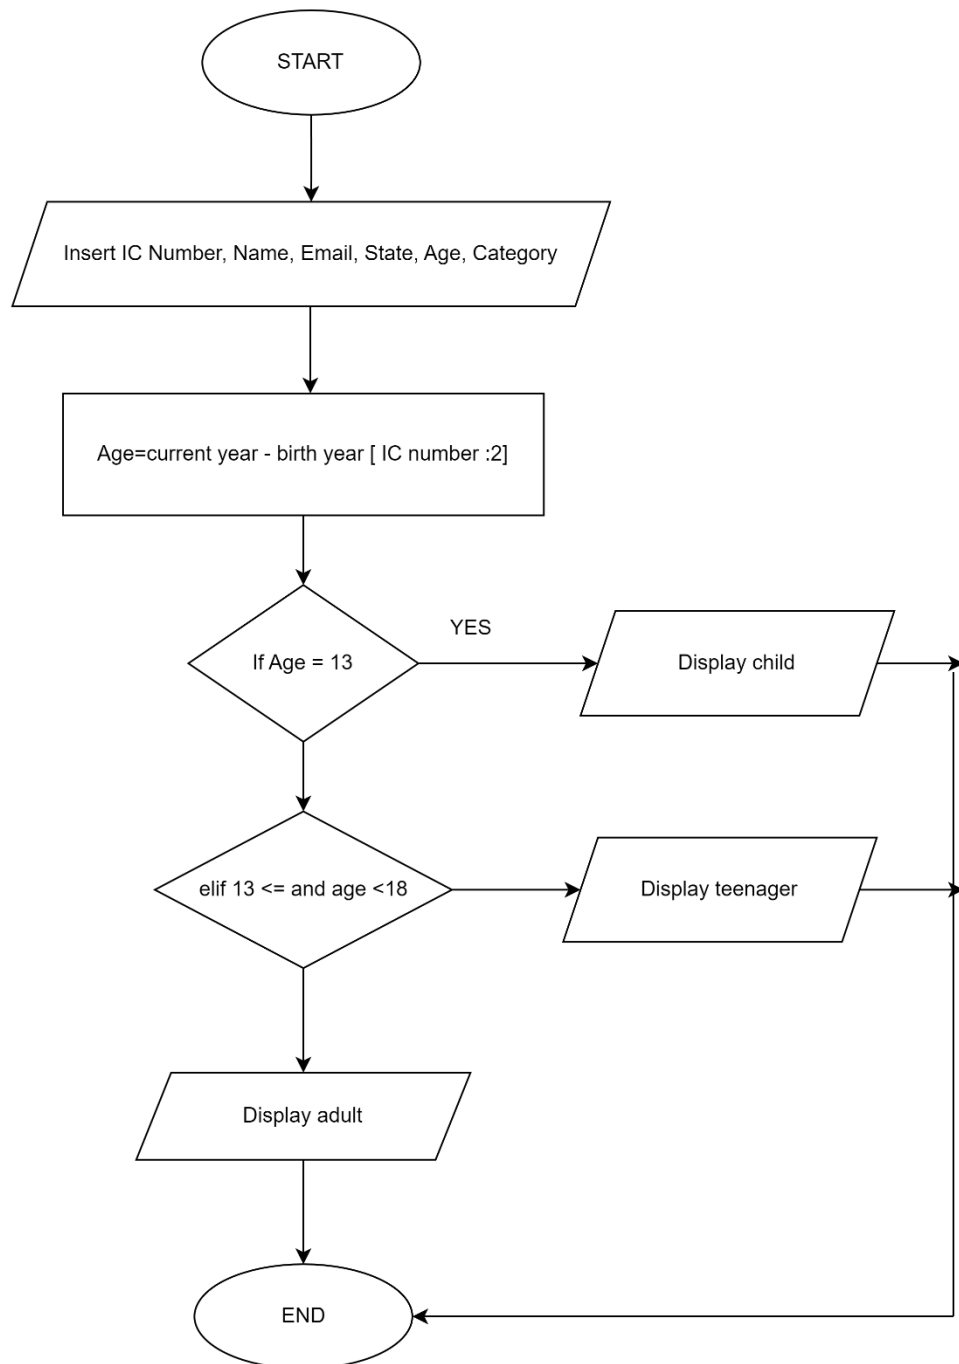 START
Insert IC Number, Name, Email, State, Age, Category
Age=current year - birth year [ IC number :2]
If Age = 13
YES
Display child
elif 13 <= and age <18
Display teenager
Display adult
END